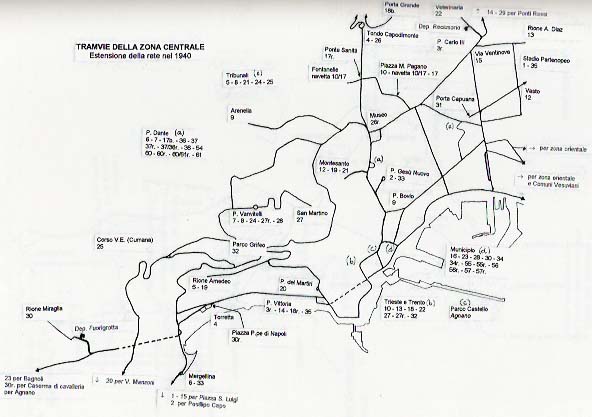 TRAMVIE DELLA ZONA CENTRALE
Estensione della rete nel 1940
Porta Grande
18b.
Veterinaria
22
↑ 14 - 29 per Ponti Rossi
Dep.
Tondo Capodimonte
4 - 26
P. Carlo III
3r.
Rione A. Diaz
13
Via Ventinove
15
Stadio Partenopeo
1 - 35
Ponte Sanità
17r.
Fontanelle
navetta 10/17
Piazza M. Pagano
10 - navetta 10/17 - 17
Tribunali (e)
5 - 8 - 21 - 24 - 25
Vasto
12
Porta Capuana
31
Arenella
9
Museo
26r.
(e)
P. Dante (a)
6 - 7 - 17s. - 36 - 37
37r. - 37/38r. - 38 - 54
60 - 60r. - 60/61r. - 61
→ per zona orientale
Montesanto
12 - 19 - 21
(a)
P. Gesù Nuovo
2 - 33
→ per zona orientale
e Comuni Vesuviani
P. Bovio
9
P. Vanvitelli
7 - 8 - 24 - 27r. - 28
San Martino
27
Corso V.E. (Cumana)
25
Parco Grifeo
32
(c)
(d)
(b)
Municipio (d)
16 - 23 - 28 - 30 - 34
34r. - 55 - 55r. - 56
56r. - 57 - 57r.
Rione Amedeo
5 - 19
P. dei Martiri
20
Rione Miraglia
30
P. Vittoria
3r. - 14 - 18r. - 35
Trieste e Trento (b)
10 - 13 - 18 - 22
27 - 27r. - 32
(c)
Parco Castello
Agnano
Torretta
4
Dep. Fuorigrotta
Piazza P.pe di Napoli
30r.
Mergellina
6 - 33
23 per Bagnoli
30r. per Caserma di cavalleria
per Agnano
↓ 20 per V. Manzoni
↓ 1 - 15 per Piazza S. Luigi
2 per Posillipo Capo